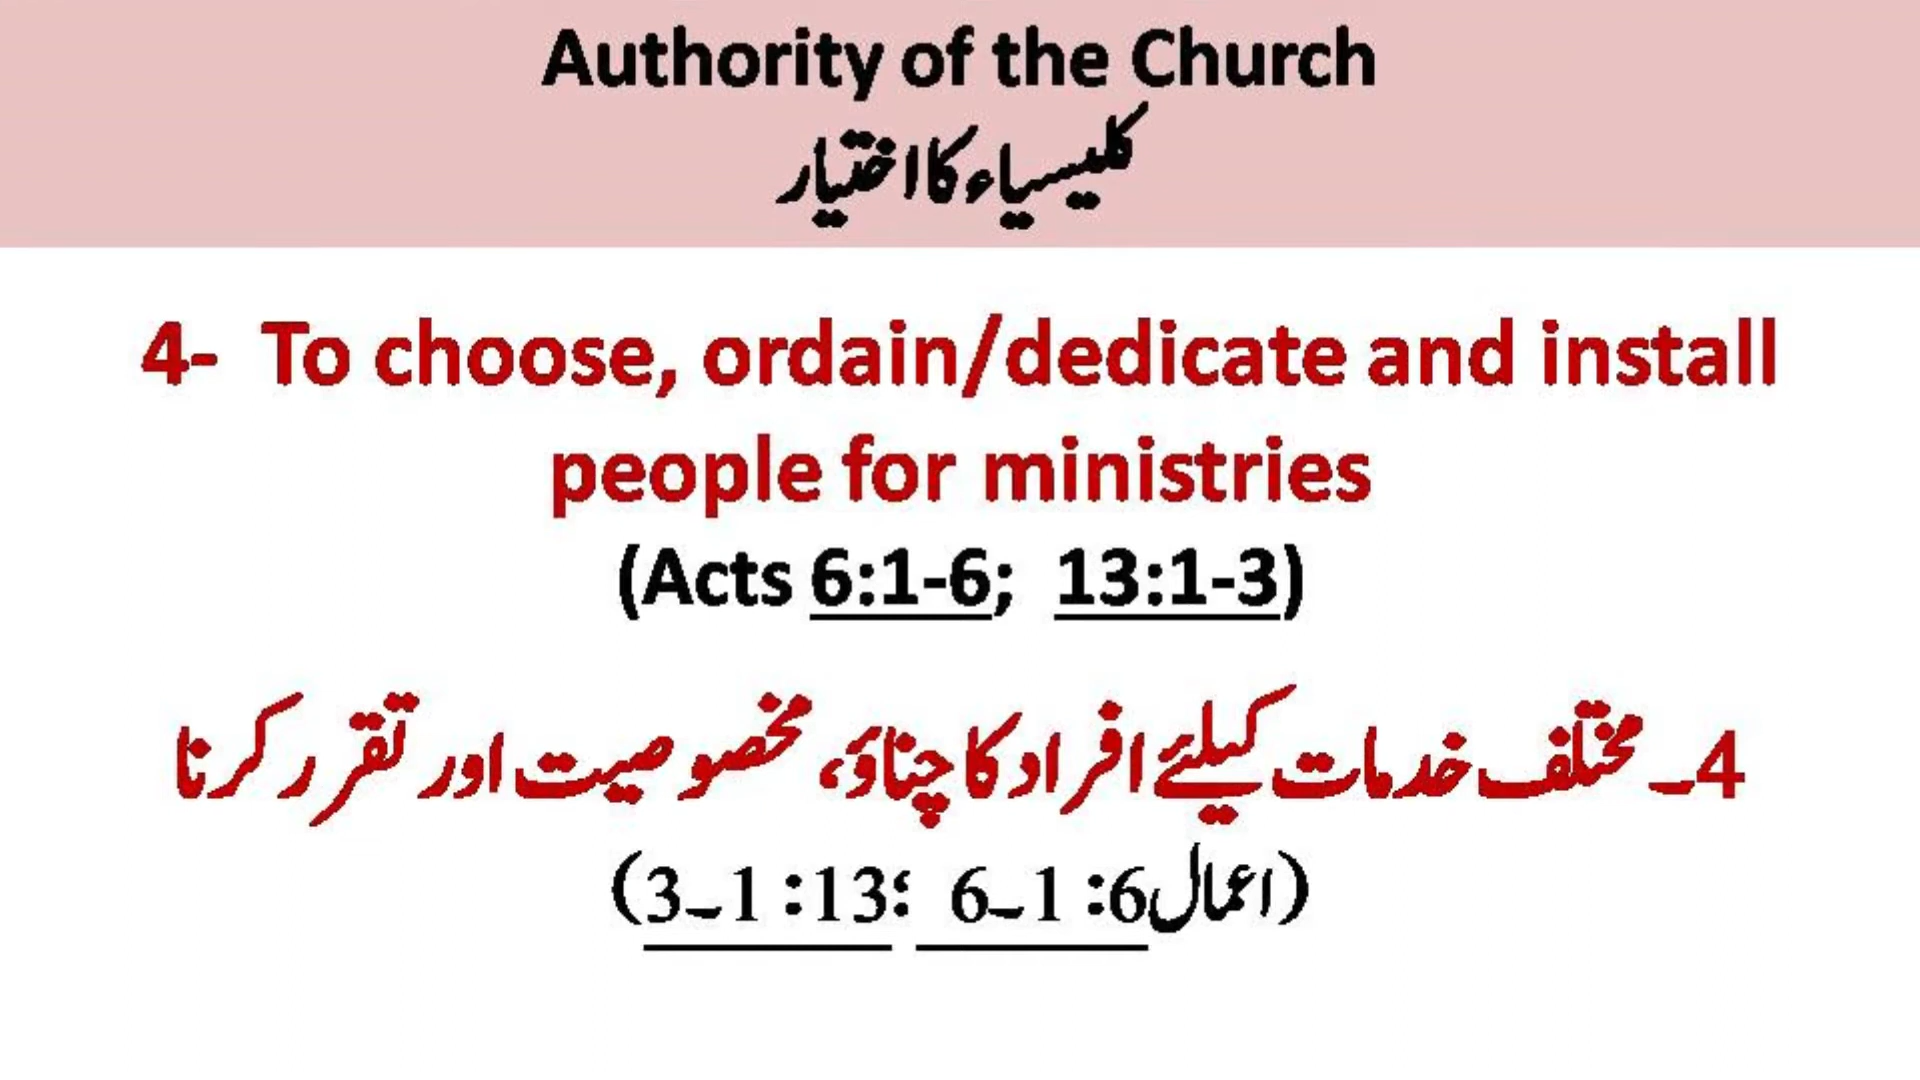 Authority of the Church
کلیسیاء کا اختیار
4- To choose, ordain/dedicate and install
people for ministries
(Acts 6:1-6; 13:1-3)
4۔ مختلف خدمات کیلئے افراد کا چناؤ، مخصوصیت اور تقرر کرنا
(اعمال 6: 1۔6 ؛13: 1۔3)